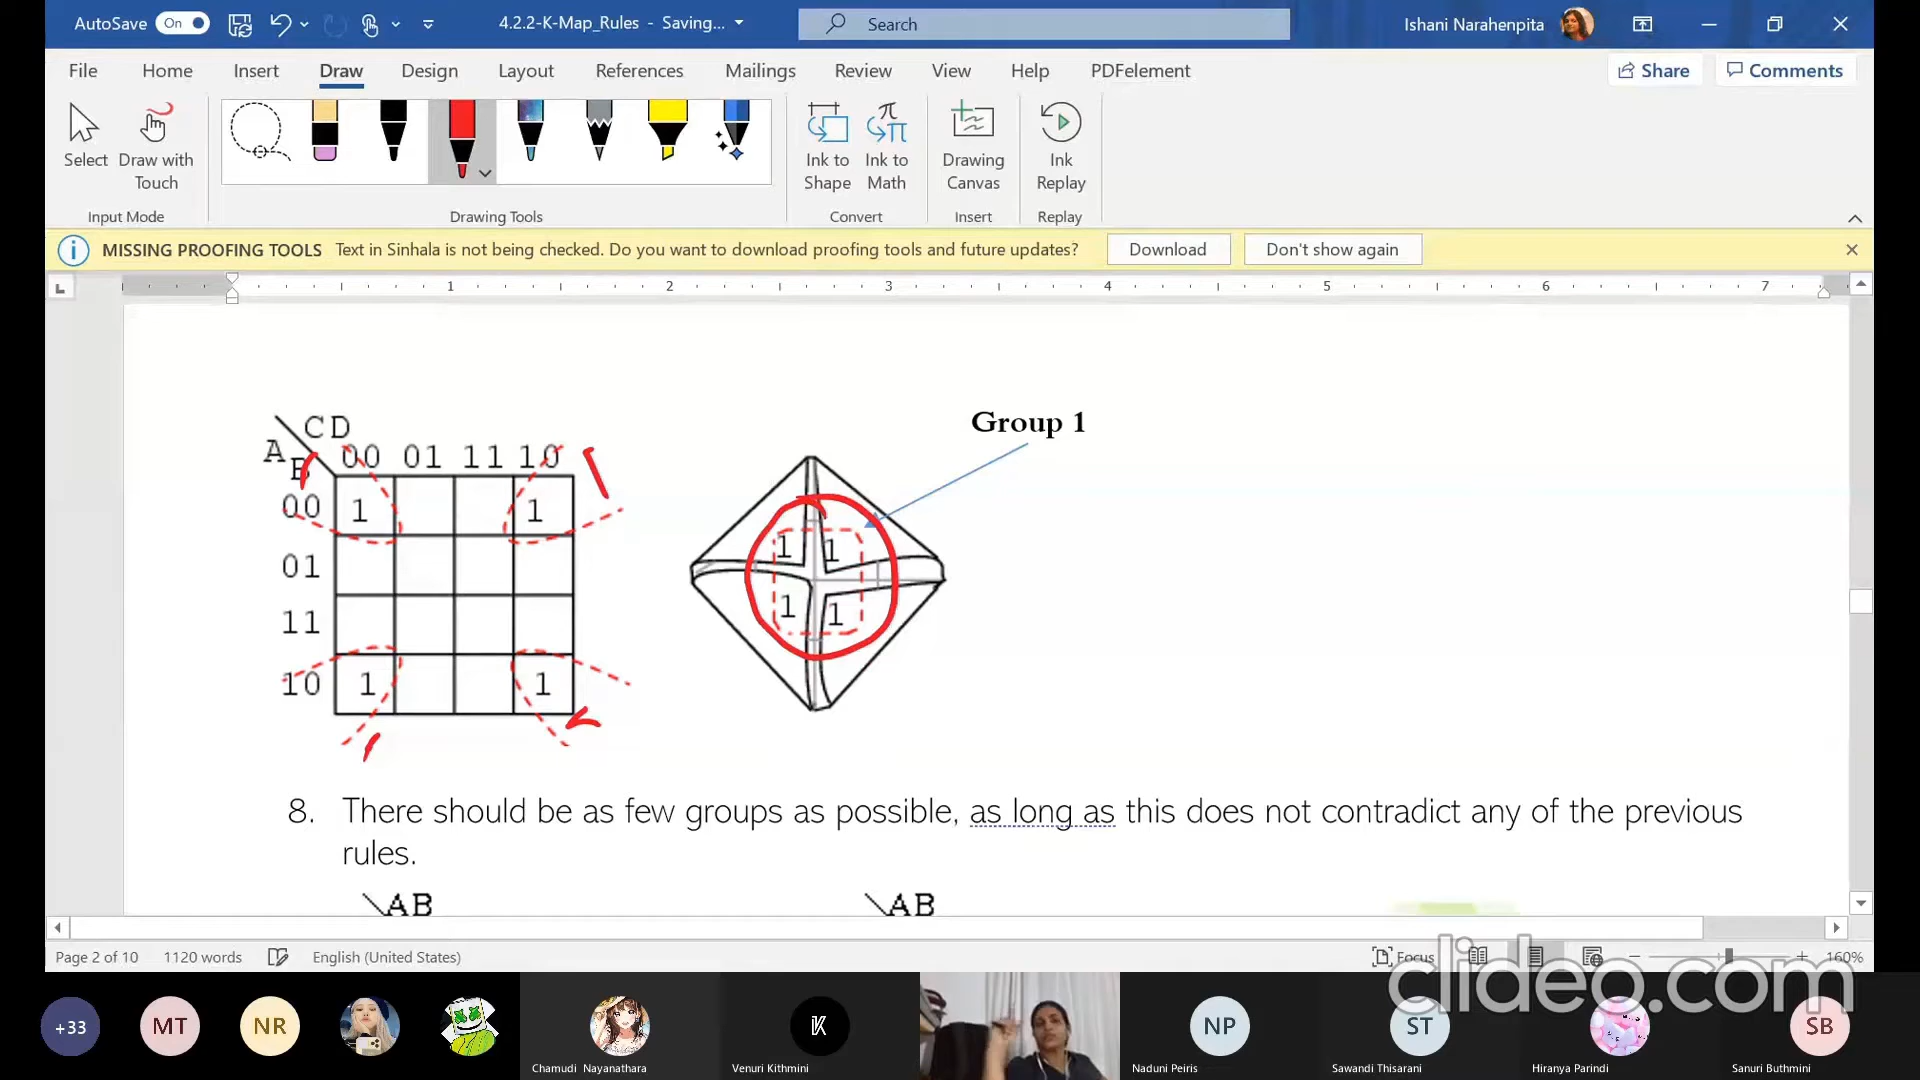 AutoSave On 4.2.2-K-Map_Rules - Saving... Search Ishani Narahenpita
File Home Insert Draw Design Layout References Mailings Review View Help PDFelement Share Comments
Select Draw with Touch Ink to Shape Ink to Math Drawing Canvas Ink Replay
Input Mode Drawing Tools Convert Insert Replay
MISSING PROOFING TOOLS Text in Sinhala is not being checked. Do you want to download proofing tools and future updates? Download Don't show again
1 2 3 4 5 6 7
Group 1
CD
A
B
00 01 11 10
00 1 1
01
11
10 1 1
1 1
1 1
8. There should be as few groups as possible, as long as this does not contradict any of the previous
rules.
AB AB
Page 2 of 10 1120 words English (United States) Focus 160%
clideo.com
+33 MT NR K NP ST SB
Chamudi Nayanathara Venuri Kithmini Naduni Peiris Sawandi Thisarani Hiranya Parindi Sanuri Buthmini